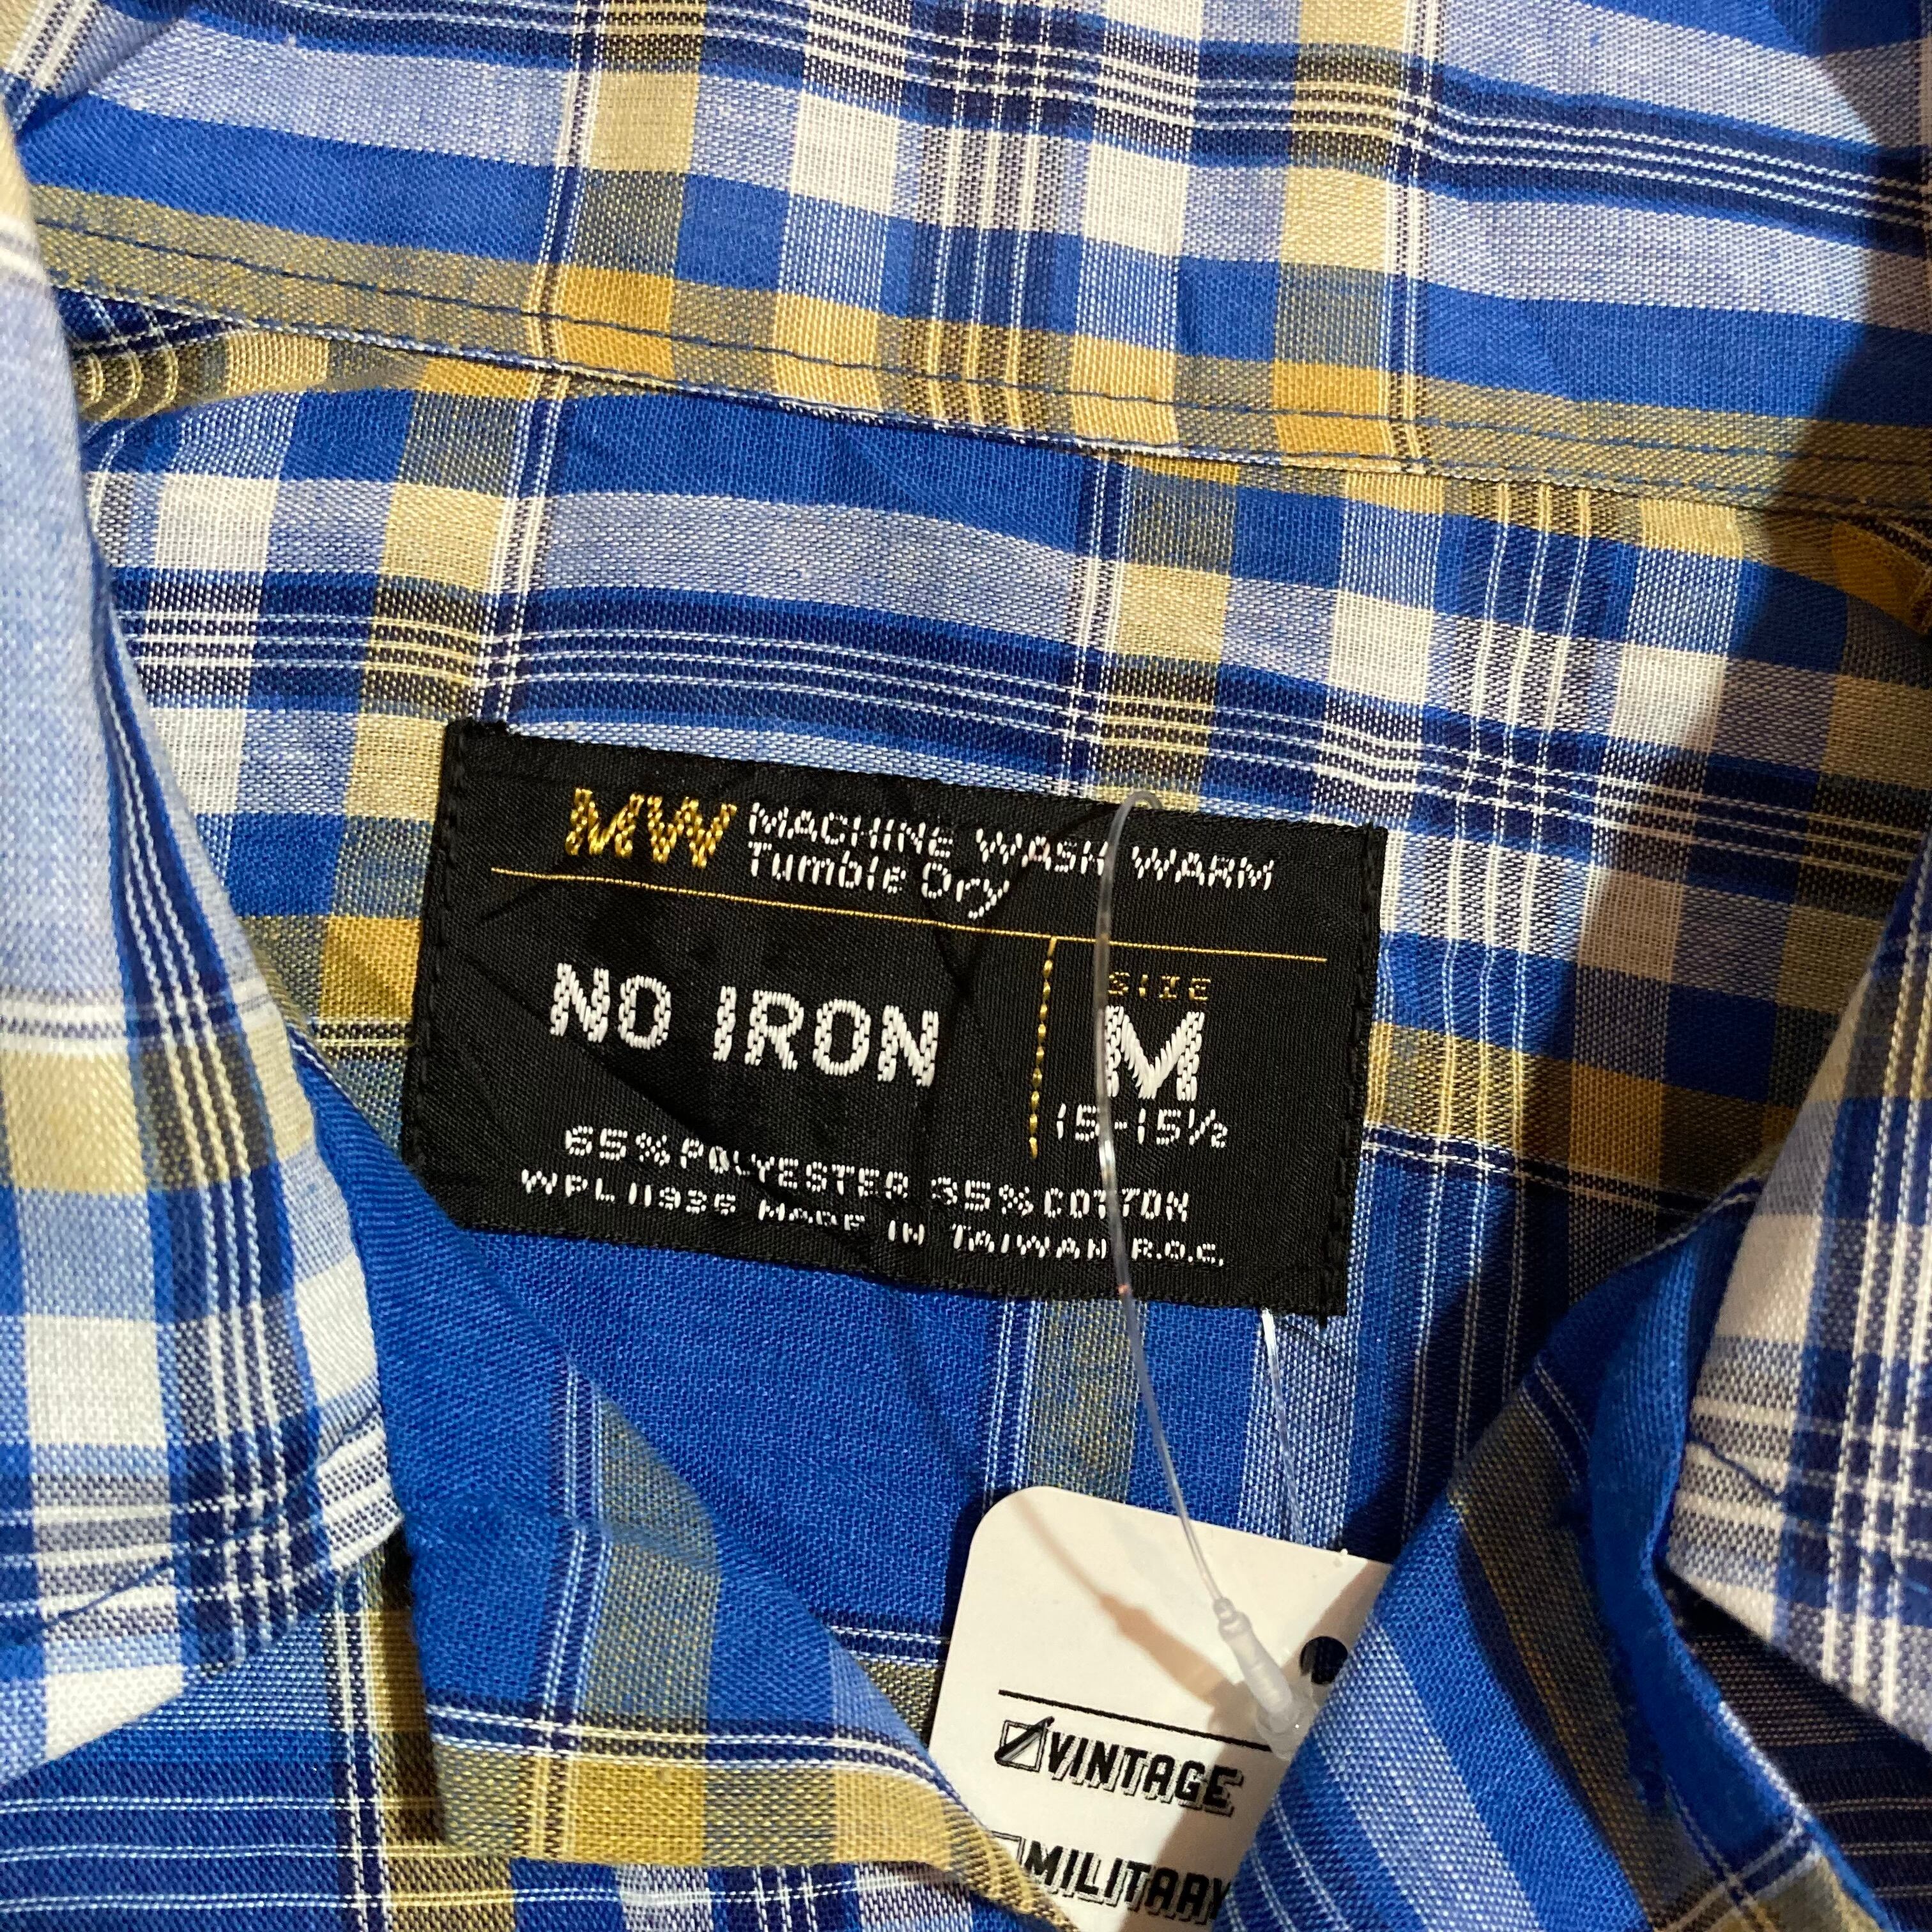 MW MACHINE WASH WARM
Tumble Dry
NO IRON
SIZE
M
15-15½
65% POLYESTER 35% COTTON
WPL 11936 MADE IN TAIWAN R.O.C.
VINTAGE
MILITARY